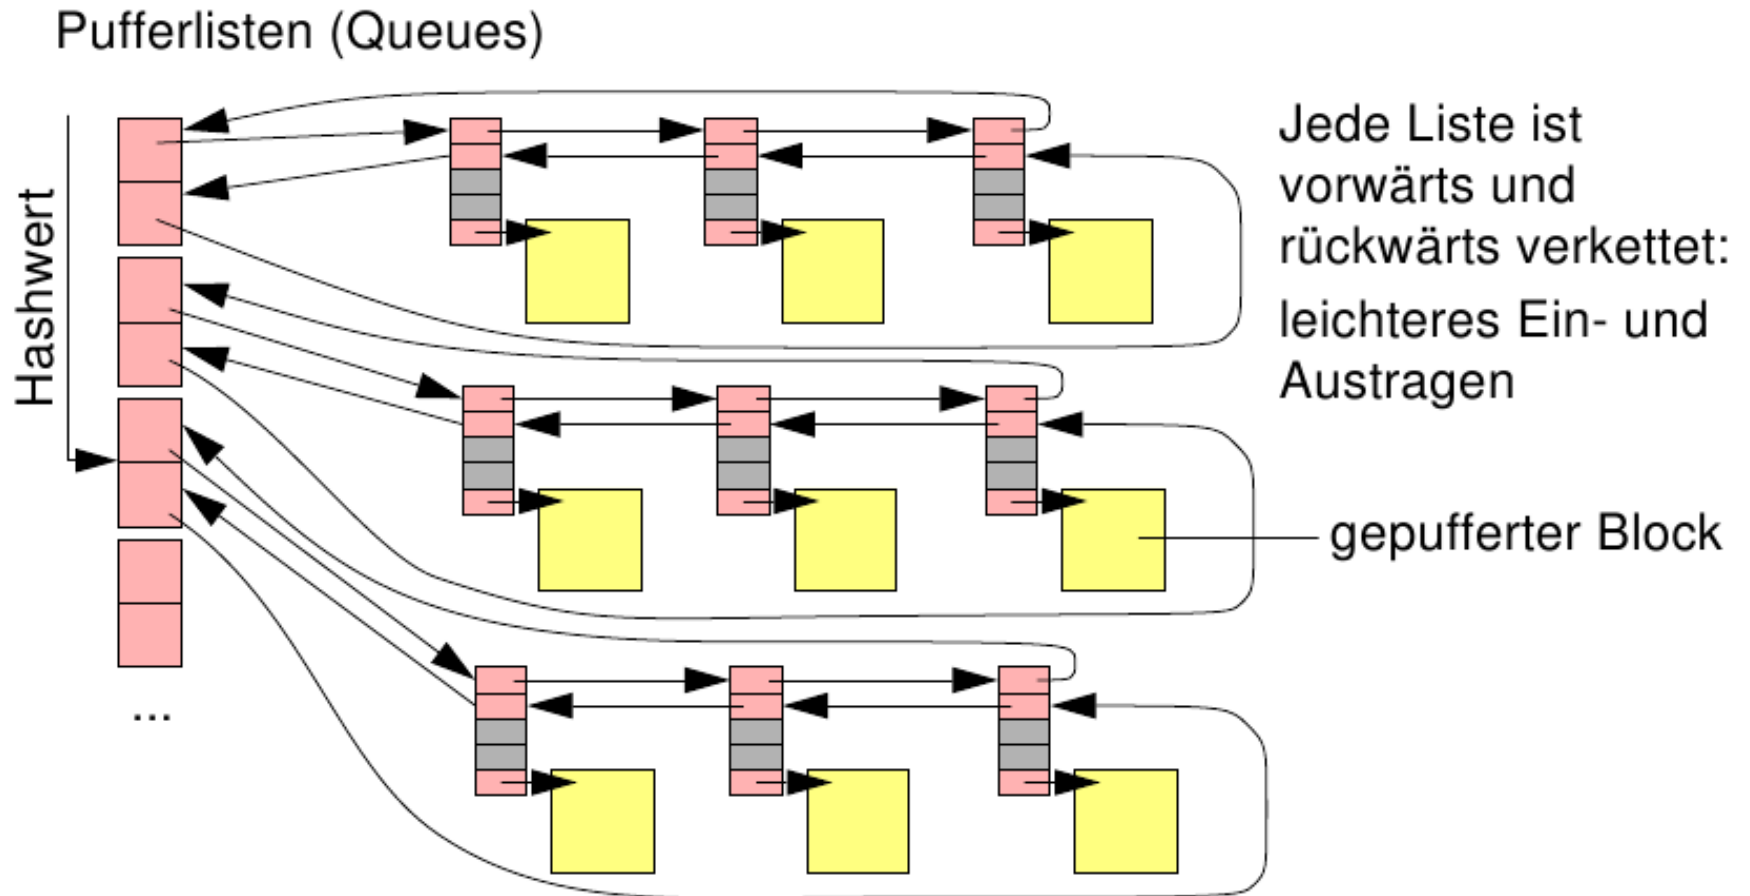 Pufferlisten (Queues)
Hashwert
Jede Liste ist
vorwärts und
rückwärts verkettet:
leichteres Ein- und
Austragen
gepufferter Block
...